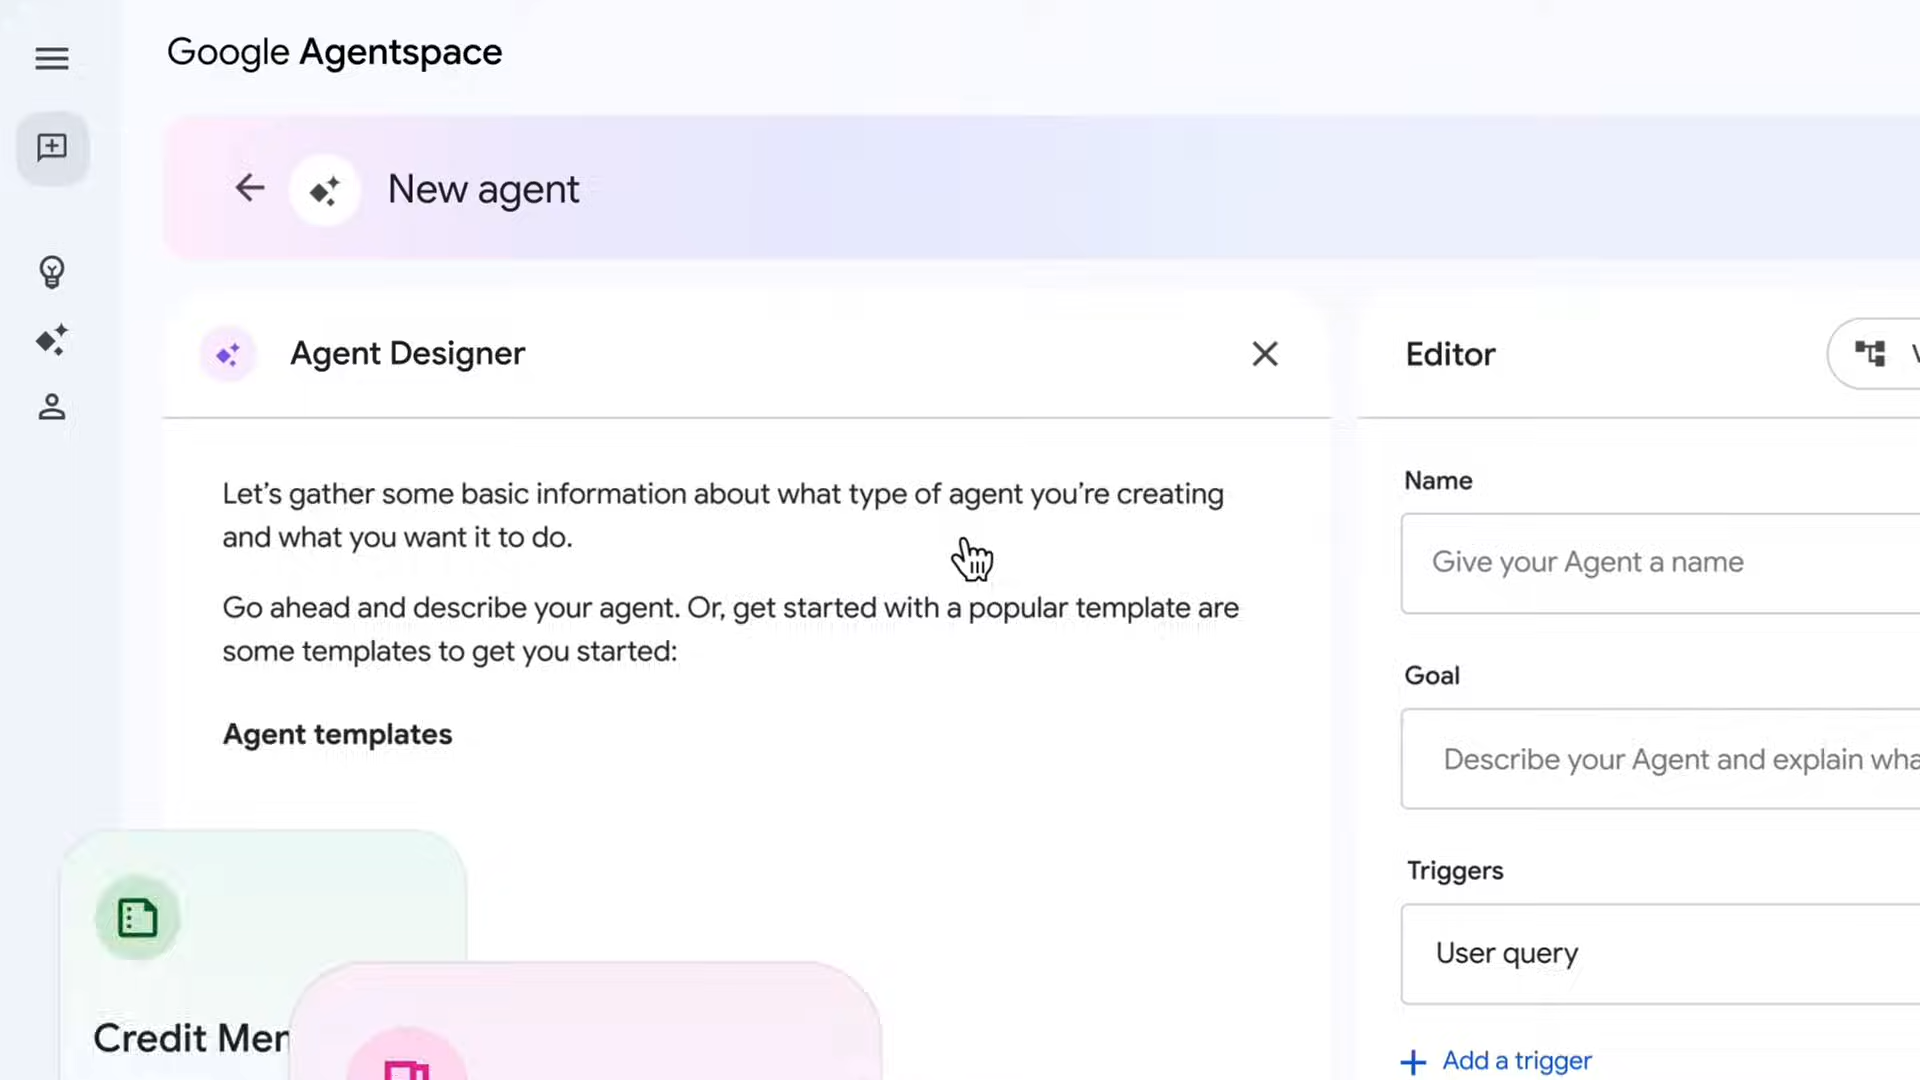 Google Agentspace
New agent
Agent Designer
Let's gather some basic information about what type of agent you're creating
and what you want it to do.
Go ahead and describe your agent. Or, get started with a popular template are
some templates to get you started:
Agent templates
Credit
Editor
Name
Give your Agent a name
Goal
Describe your Agent and explain
Triggers
User query
Add a trigger